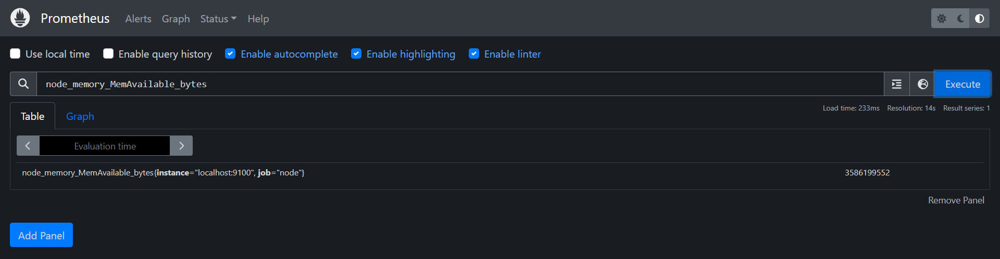 Prometheus Alerts Graph Status Help
Use local time Enable query history Enable autocomplete Enable highlighting Enable linter
node_memory_MemAvailable_bytes Execute
Table Graph Load time: 233ms Resolution: 14s Result series: 1
Evaluation time
node_memory_MemAvailable_bytes{instance="localhost:9100", job="node"} 3586199552
Remove Panel
Add Panel